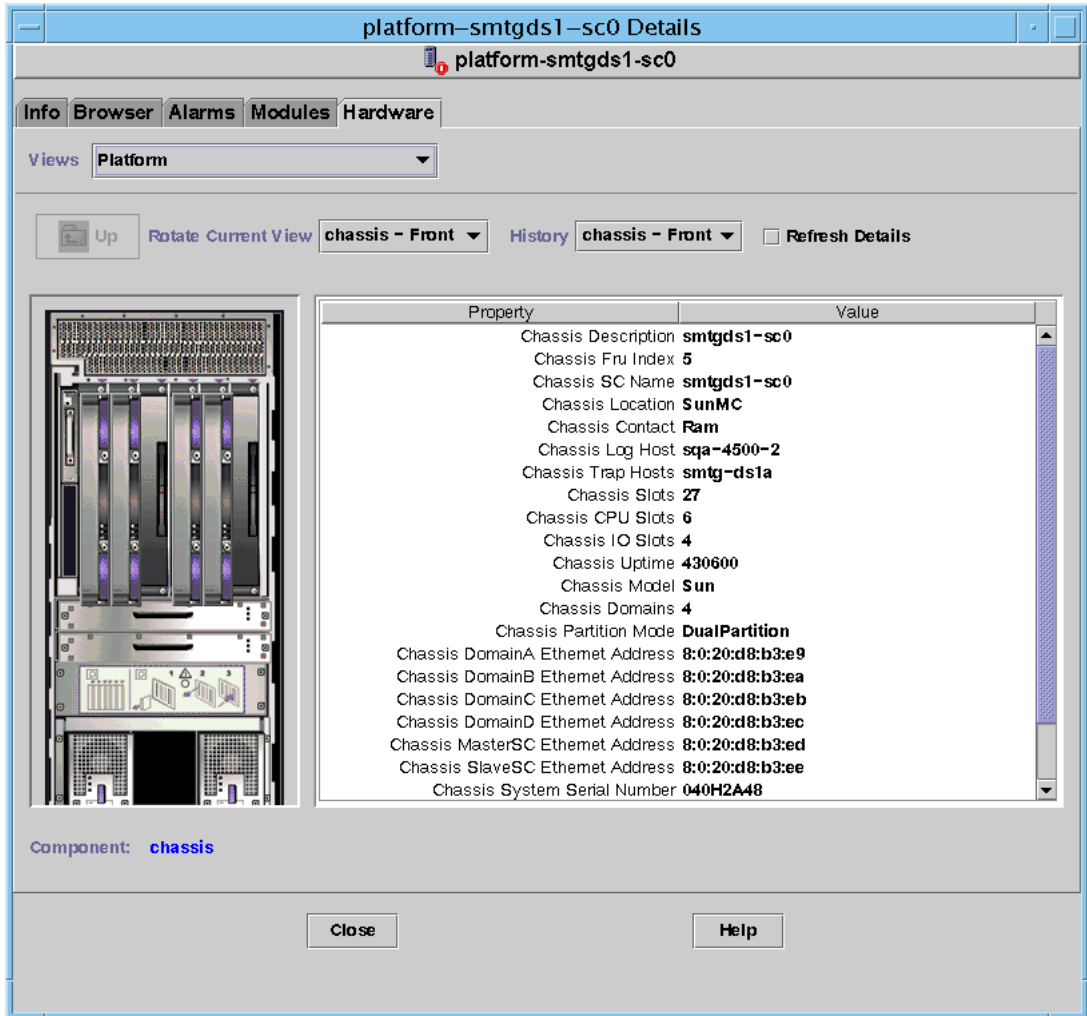 platform-smtgds1-sc0 Details
platform-smtgds1-sc0
Info Browser Alarms Modules Hardware
Views Platform
Up Rotate Current View chassis - Front History chassis - Front Refresh Details
Property Value
Chassis Description smtgds1-sc0
Chassis Fru Index 5
Chassis SC Name smtgds1-sc0
Chassis Location SunMC
Chassis Contact Ram
Chassis Log Host sqa-4500-2
Chassis Trap Hosts smtg-ds1a
Chassis Slots 27
Chassis CPU Slots 6
Chassis IO Slots 4
Chassis Uptime 430600
Chassis Model Sun
Chassis Domains 4
Chassis Partition Mode DualPartition
Chassis DomainA Ethernet Address 8:0:20:d8:b3:e9
Chassis DomainB Ethernet Address 8:0:20:d8:b3:ea
Chassis DomainC Ethernet Address 8:0:20:d8:b3:eb
Chassis DomainD Ethernet Address 8:0:20:d8:b3:ec
Chassis MasterSC Ethernet Address 8:0:20:d8:b3:ed
Chassis SlaveSC Ethernet Address 8:0:20:d8:b3:ee
Chassis System Serial Number 040H2A48
1 2 3
Component: chassis
Close Help